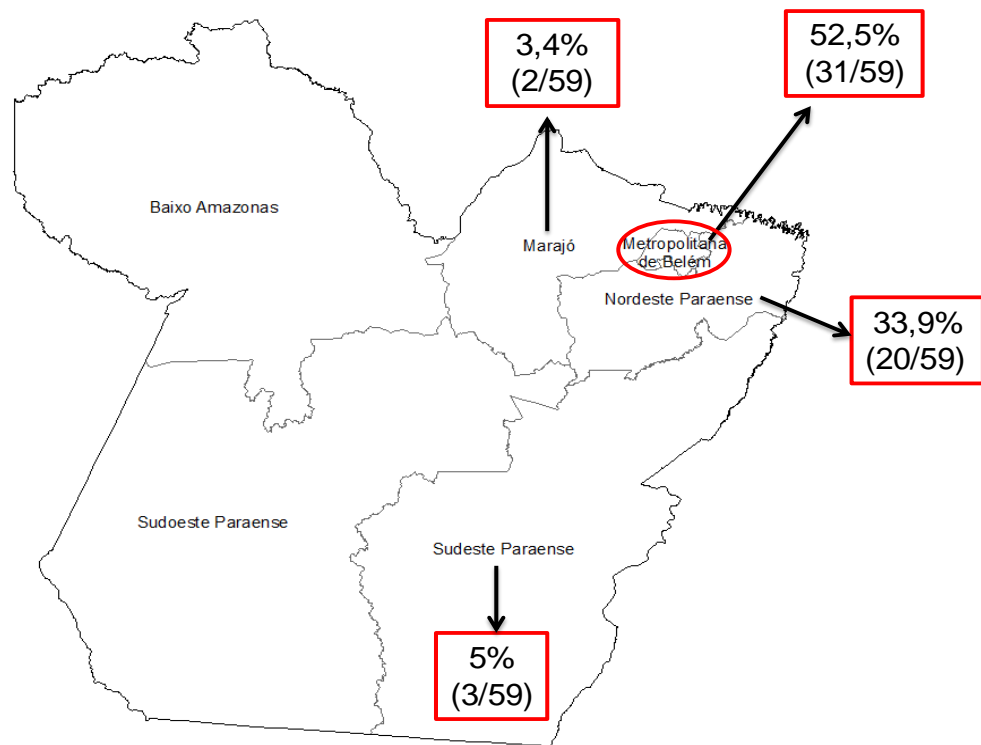 3,4%
(2/59)
52,5%
(31/59)
Baixo Amazonas
Marajó
Metropolitana
de Belém
Nordeste Paraense
33,9%
(20/59)
Sudoeste Paraense
Sudeste Paraense
5%
(3/59)